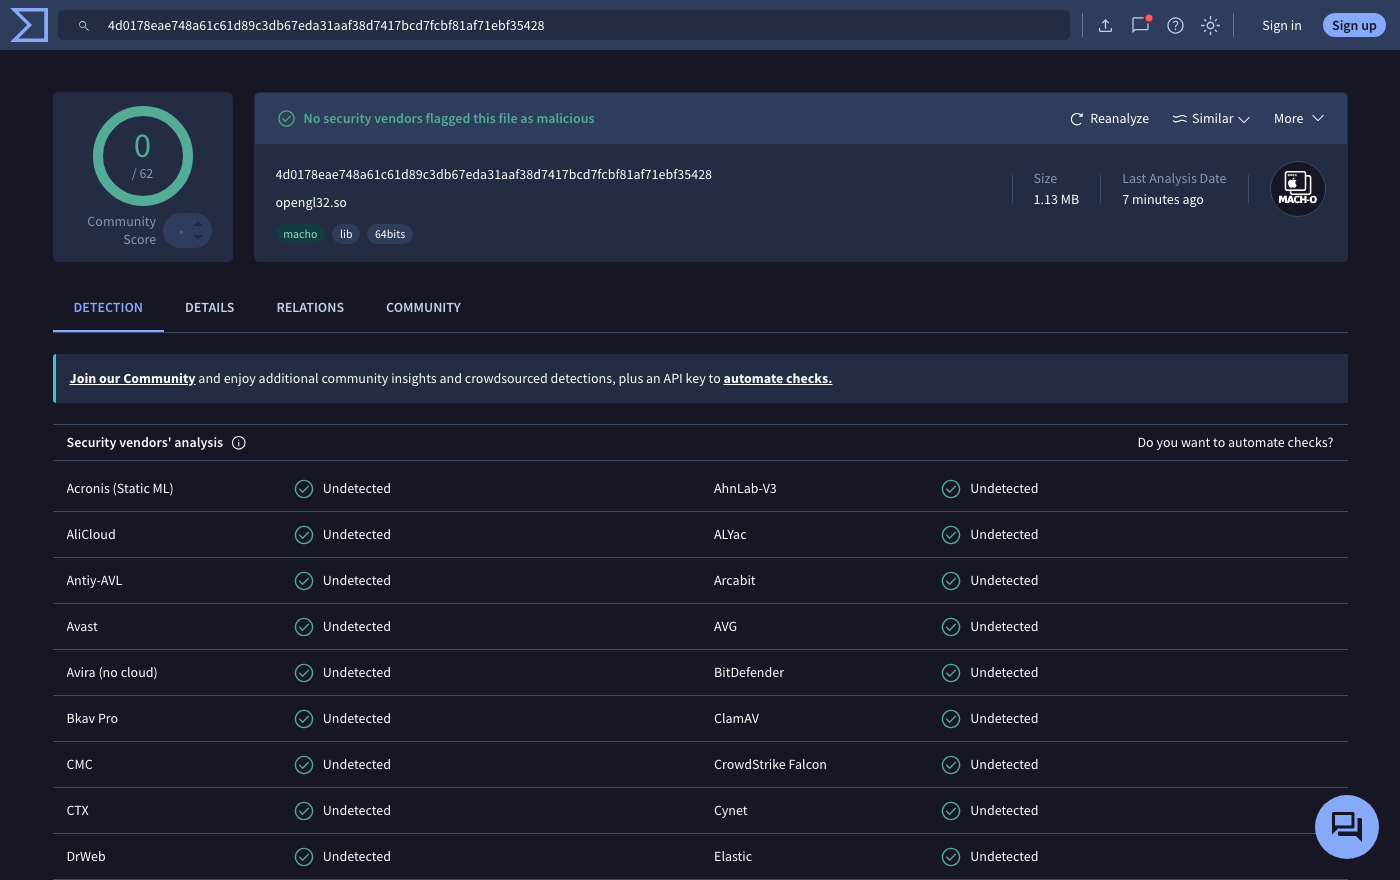 4d0178eae748a61c61d89c3db67eda31aaf38d7417bcd7fcbf81af71ebf35428
Sign in
Sign up
0
/ 62
Community
Score
No security vendors flagged this file as malicious
Reanalyze
Similar
More
4d0178eae748a61c61d89c3db67eda31aaf38d7417bcd7fcbf81af71ebf35428
opengl32.so
macho
lib
64bits
Size
1.13 MB
Last Analysis Date
7 minutes ago
MACH-O
DETECTION
DETAILS
RELATIONS
COMMUNITY
Join our Community and enjoy additional community insights and crowdsourced detections, plus an API key to automate checks.
Security vendors' analysis
Do you want to automate checks?
Acronis (Static ML) Undetected AhnLab-V3 Undetected
AliCloud Undetected ALYac Undetected
Antiy-AVL Undetected Arcabit Undetected
Avast Undetected AVG Undetected
Avira (no cloud) Undetected BitDefender Undetected
Bkav Pro Undetected ClamAV Undetected
CMC Undetected CrowdStrike Falcon Undetected
CTX Undetected Cynet Undetected
DrWeb Undetected Elastic Undetected